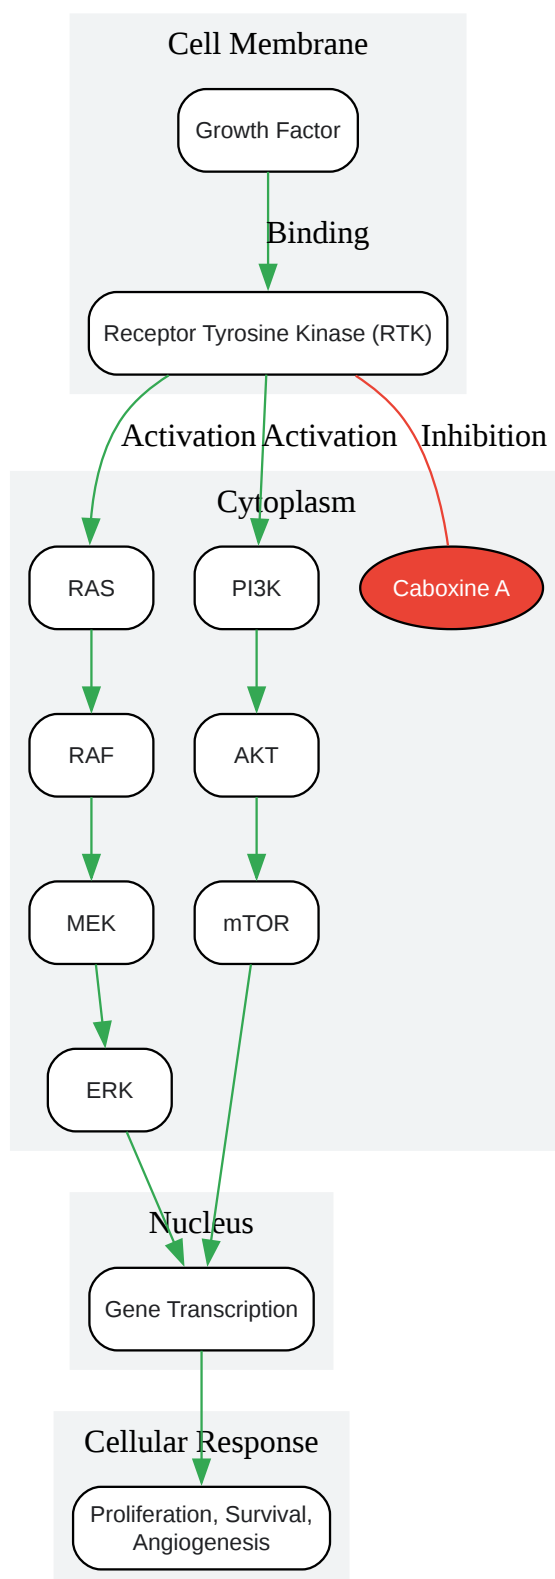 Cell Membrane
Growth Factor
Binding
Receptor Tyrosine Kinase (RTK)
Activation
Activation
Inhibition
Cytoplasm
RAS
PI3K
Caboxine A
RAF
AKT
MEK
mTOR
ERK
Nucleus
Gene Transcription
Cellular Response
Proliferation, Survival,
Angiogenesis